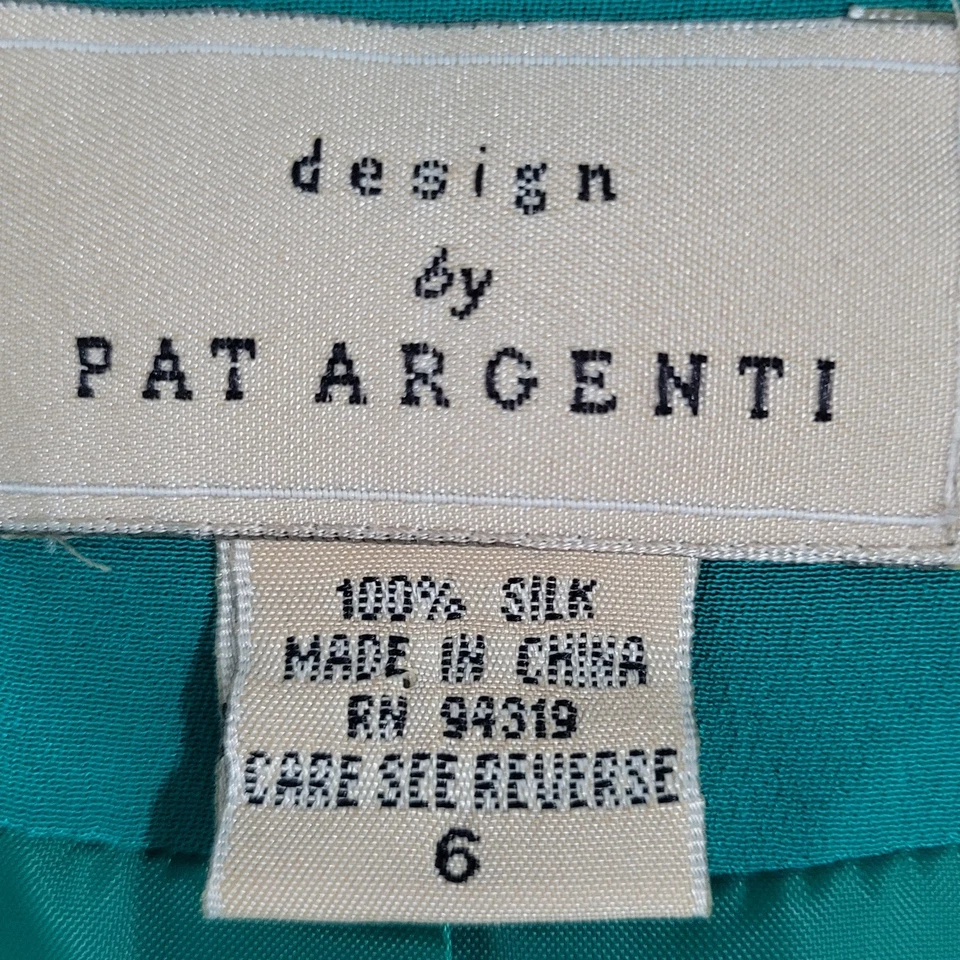 design
by
PAT ARGENTI
100% SILK
MADE IN CHINA
RN 94319
CARE SEE REVERSE
6